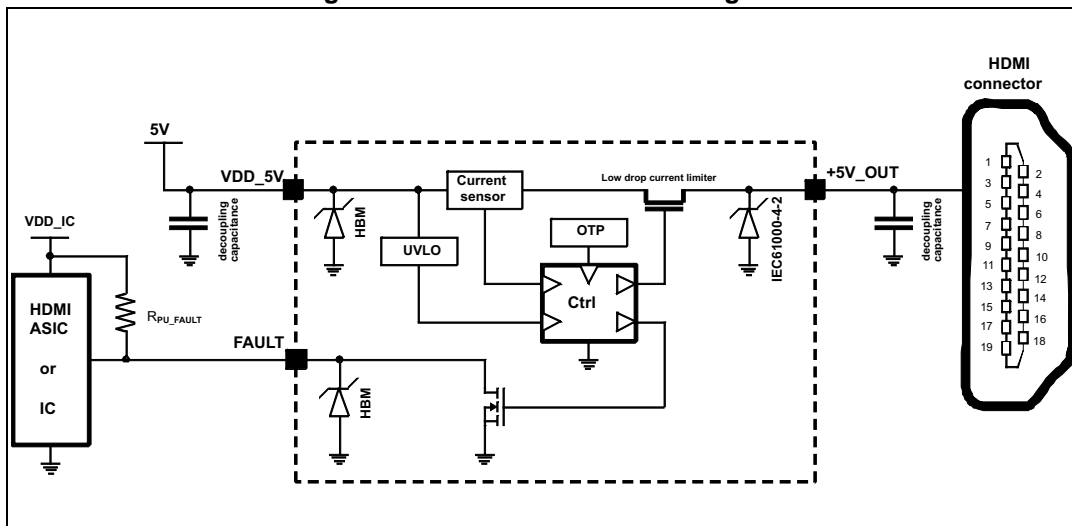 HDMI
connector
5V
VDD_5V
Current
sensor
Low drop current limiter
+5V_OUT
1
2
3
4
5
6
7
8
9
10
11
12
13
14
15
16
17
18
19
decoupling
capacitance
HBM
UVLO
OTP
IEC61000-4-2
decoupling
capacitance
VDD_IC
HDMI
ASIC
or
IC
RPU_FAULT
Ctrl
FAULT
HBM